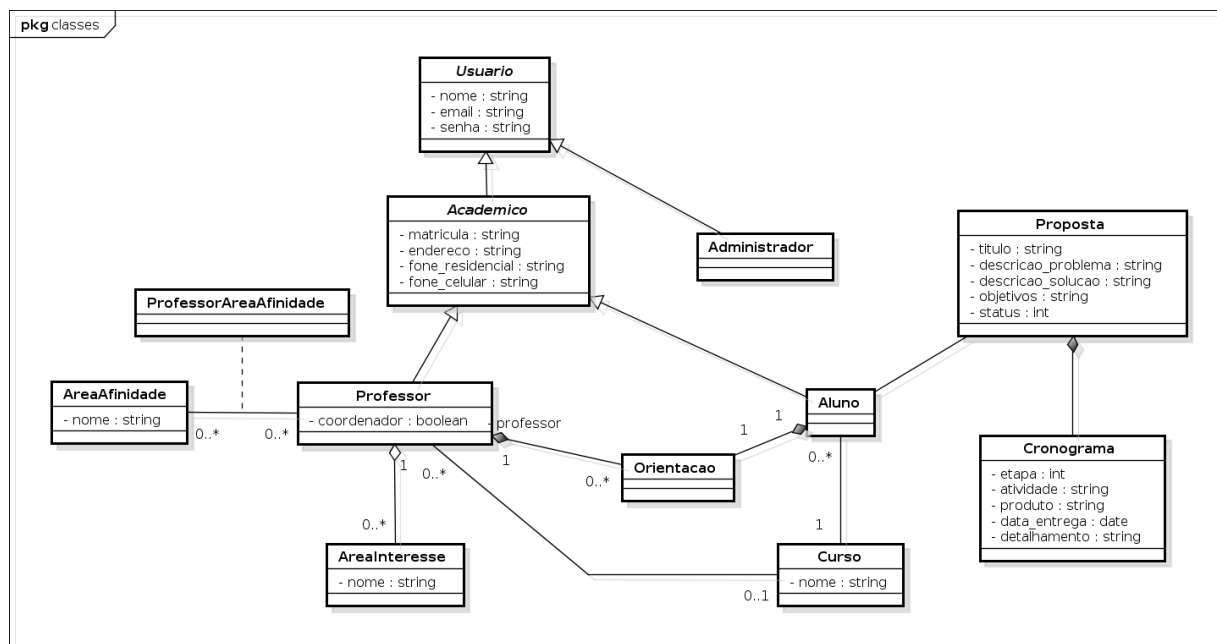 pkg classes
Usuario
- nome : string
- email : string
- senha : string
Academico
- matricula : string
- endereco : string
- fone_residencial : string
- fone_celular : string
Administrador
Proposta
- titulo : string
- descricao_problema : string
- descricao_solucao : string
- objetivos : string
- status : int
ProfessorAreaAfinidade
AreaAfinidade
- nome : string
0..*
0..*
Professor
- coordenador : boolean
- professor
1
0..*
1
0..*
Orientacao
0..*
1
1
Aluno
0..*
1
Cronograma
- etapa : int
- atividade : string
- produto : string
- data_entrega : date
- detalhamento : string
AreaInteresse
- nome : string
0..1
Curso
- nome : string